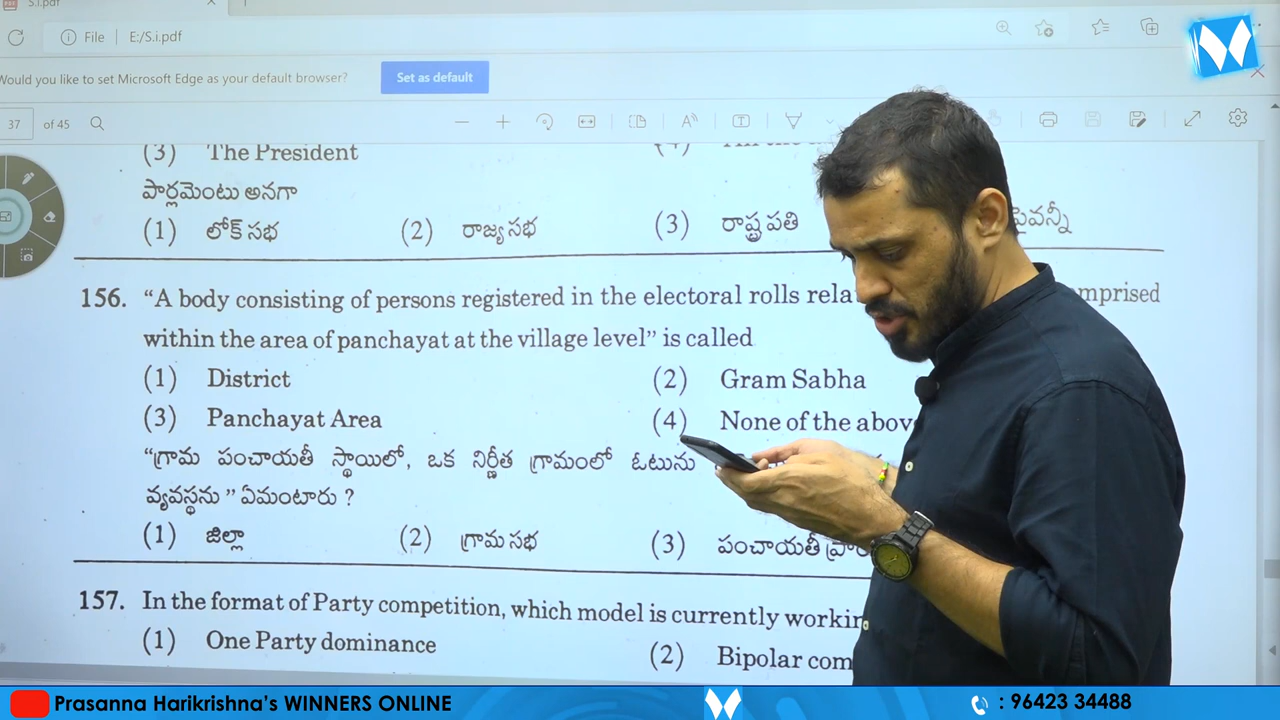 S.i.pdf
File E:/S.i.pdf
Would you like to set Microsoft Edge as your default browser? Set as default
37 of 45
(3) The President
పార్లమెంటు అనగా
(1) లోక్ సభ (2) రాజ్య సభ (3) రాష్ట్రపతి పైవన్నీ
156. “A body consisting of persons registered in the electoral rolls
within the area of panchayat at the village level” is called
(1) District (2) Gram Sabha
(3) Panchayat Area (4) None of the
“గ్రామ పంచాయతీ స్థాయిలో, ఒక నిర్ణీత గ్రామంలో ఓటును
వ్యవస్థను ” ఏమంటారు ?
(1) జిల్లా (2) గ్రామ సభ (3) పంచాయతీ
157. In the format of Party competition, which model is currently
(1) One Party dominance (2) Bipolar
Prasanna Harikrishna's WINNERS ONLINE : 96423 34488